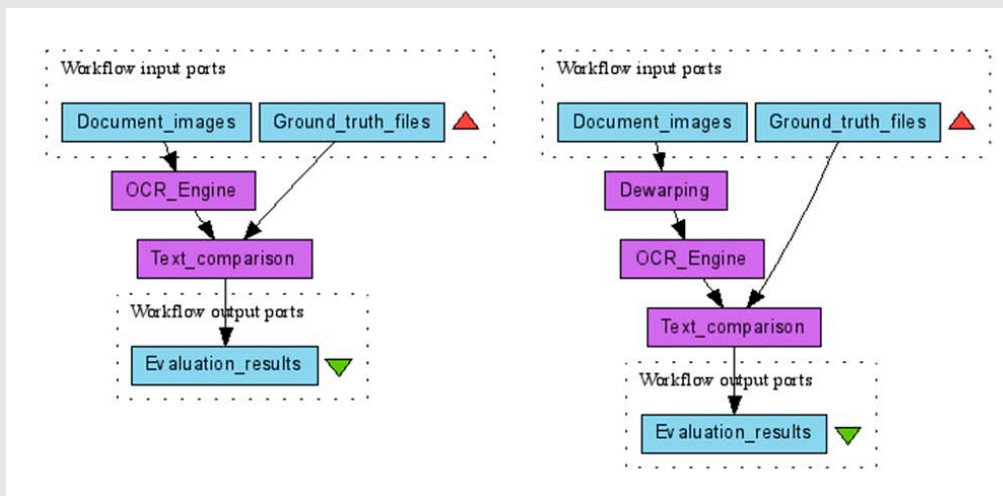 Workflow input ports
Document_images
Ground_truth_files
OCR_Engine
Text_comparison
Workflow output ports
Evaluation_results
Workflow input ports
Document_images
Ground_truth_files
Dewarping
OCR_Engine
Text_comparison
Workflow output ports
Evaluation_results